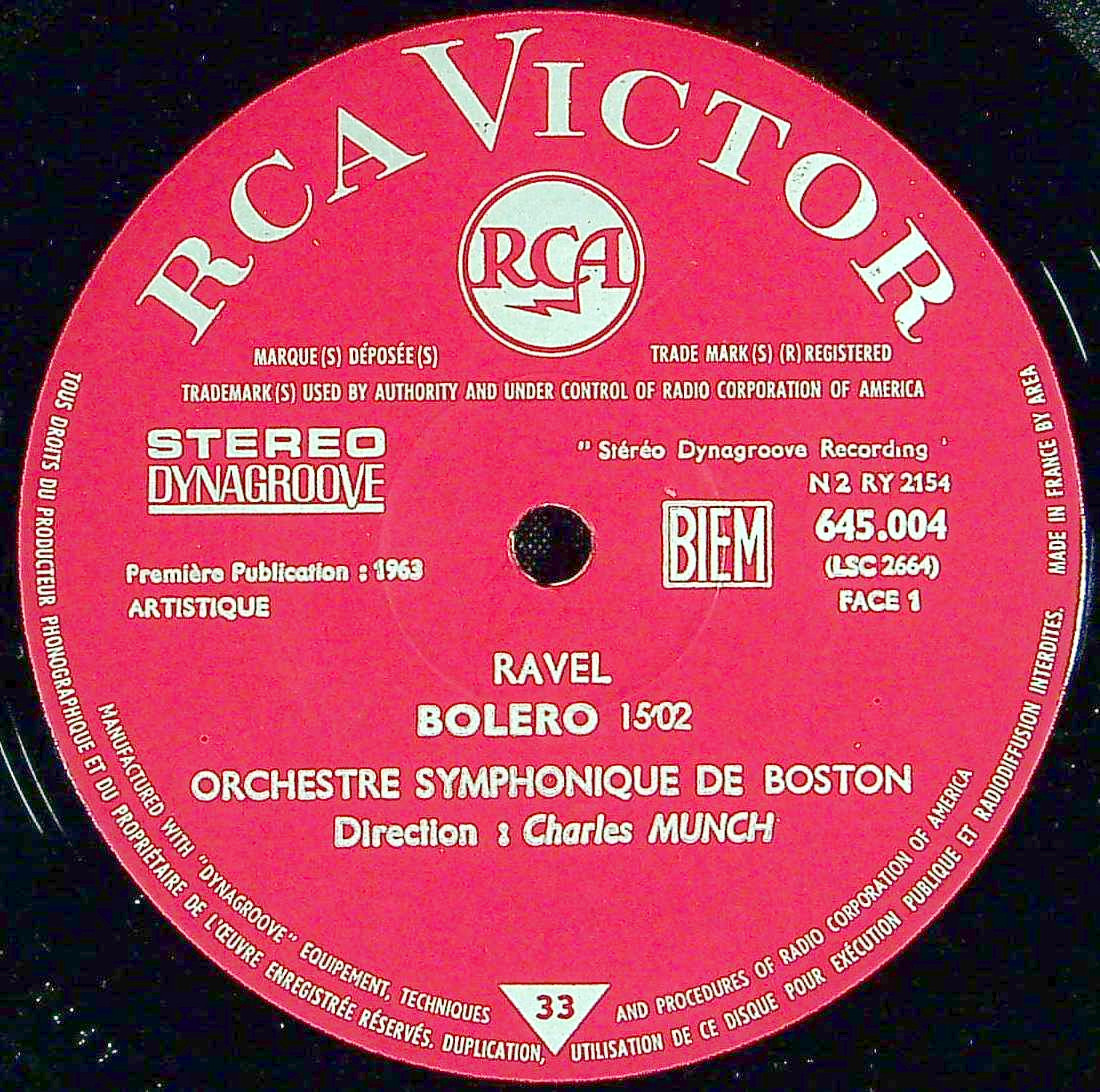 RCA VICTOR
RCA
MARQUE(S) DÉPOSÉE(S)
TRADE MARK(S) (R) REGISTERED
TRADEMARK(S) USED BY AUTHORITY AND UNDER CONTROL OF RADIO CORPORATION OF AMERICA
STEREO
DYNAGROOVE
" Stéréo Dynagroove Recording '
N 2 RY 2154
BIEM
645.004
(LSC 2664)
FACE 1
Première Publication : 1963
ARTISTIQUE
RAVEL
BOLERO 15'02
ORCHESTRE SYMPHONIQUE DE BOSTON
Direction : Charles MUNCH
MANUFACTURED WITH "DYNAGROOVE" EQUIPEMENT, TECHNIQUES
33
AND PROCEDURES OF RADIO CORPORATION OF AMERICA
TOUS DROITS DU PRODUCTEUR PHONOGRAPHIQUE ET DU PROPRIÉTAIRE DE L'ŒUVRE ENREGISTRÉE RÉSERVÉS. DUPLICATION, UTILISATION DE CE DISQUE POUR EXÉCUTION PUBLIQUE ET RADIODIFFUSION INTERDITES. MADE IN FRANCE BY AREA